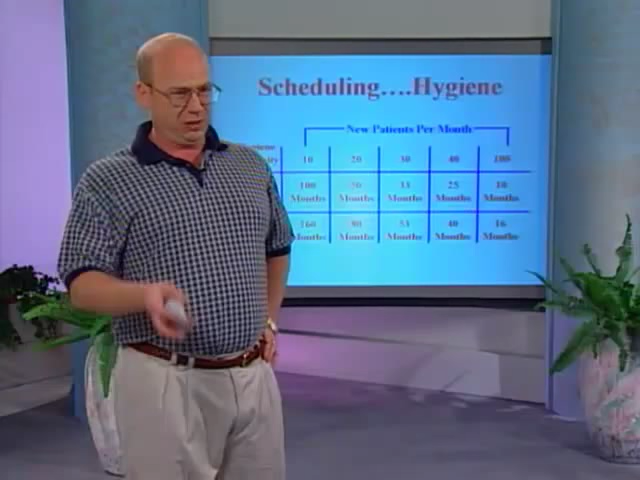 Scheduling....Hygiene
New Patients Per Month
10 20 30 40 100
100 50 33 25 10
Months Months Months Months Months
160 80 53 40 16
Months Months Months Months